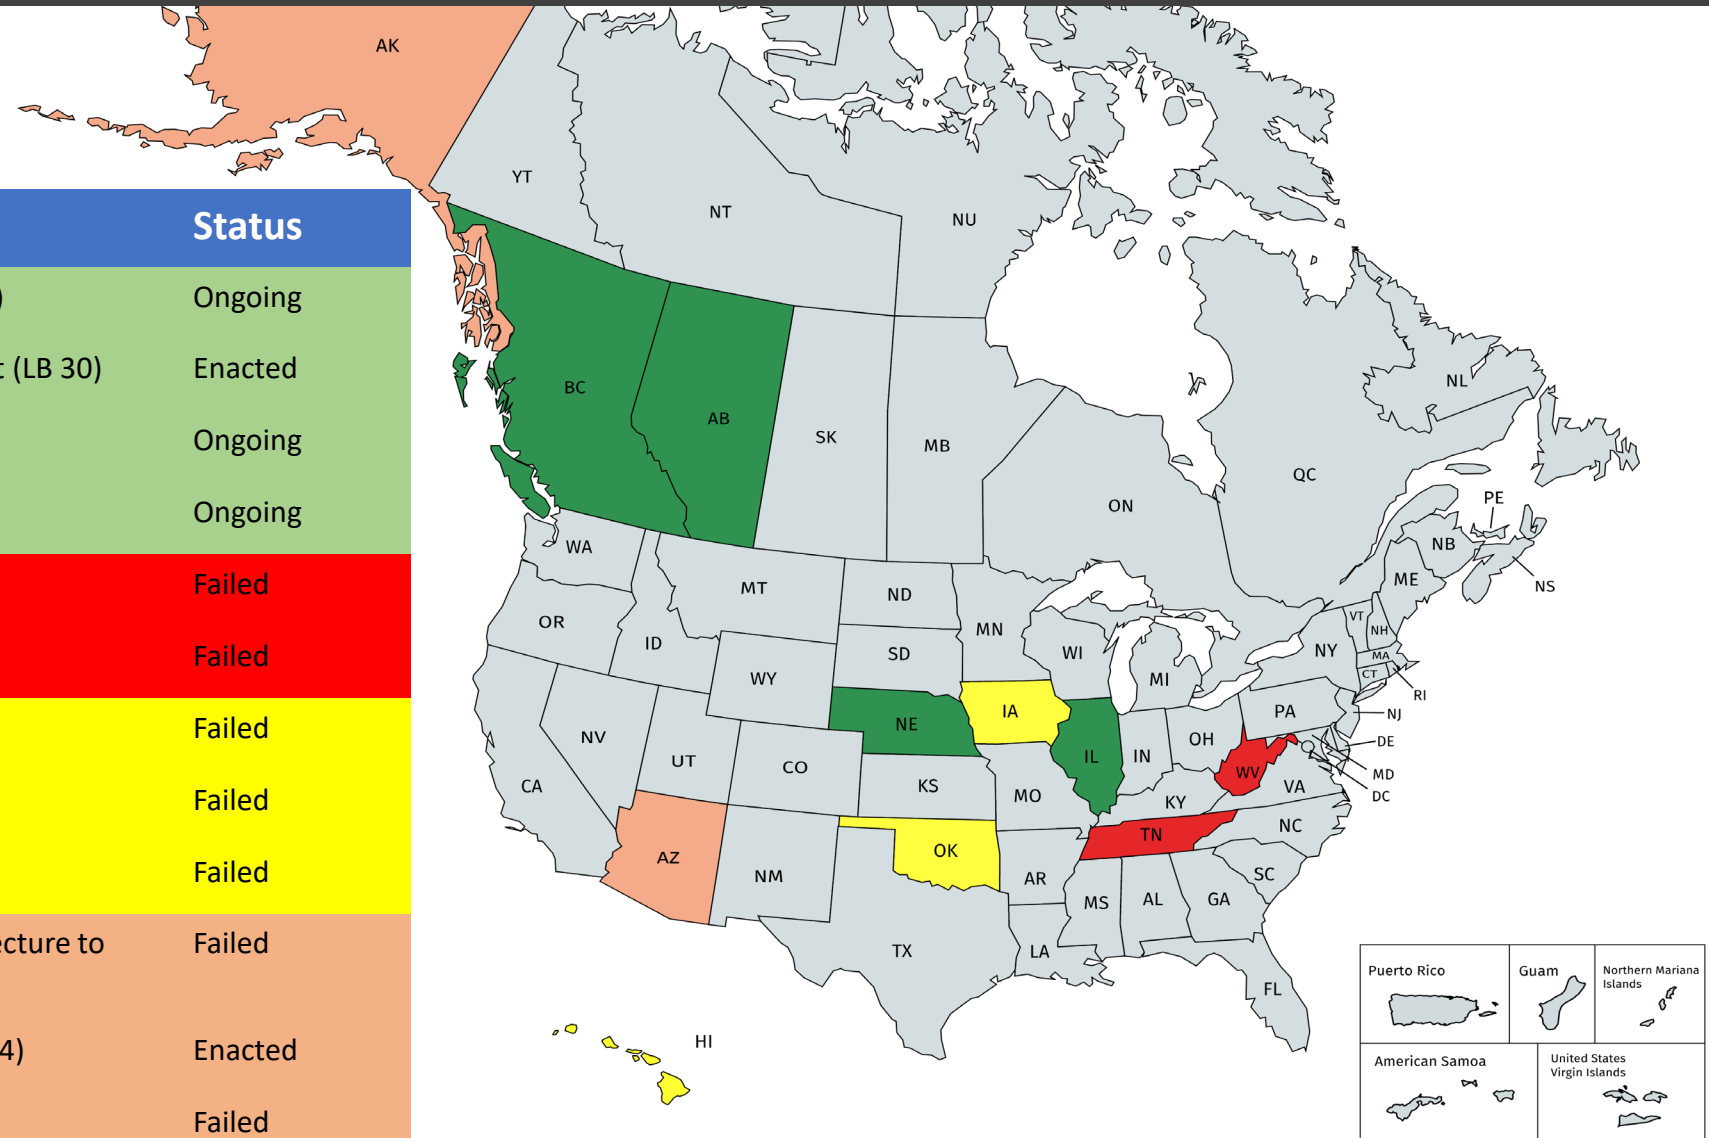 AK
YT
NT
NU
Status
) Ongoing
t (LB 30) Enacted
Ongoing
Ongoing
Failed
Failed
Failed
Failed
Failed
ecture to Failed
4) Enacted
Failed
BC
AB
SK
MB
ON
QC
NL
PE
NB
NS
ME
WA
MT
ND
MN
OR
ID
SD
WI
MI
NY
VT
NH
MA
CT
RI
WY
NE
IA
IL
IN
OH
PA
NJ
DE
MD
DC
NV
UT
CO
CA
KS
MO
KY
WV
VA
TN
NC
AZ
NM
OK
AR
SC
MS
AL
GA
TX
LA
FL
HI
Puerto Rico
Guam
Northern Mariana
Islands
American Samoa
United States
Virgin Islands